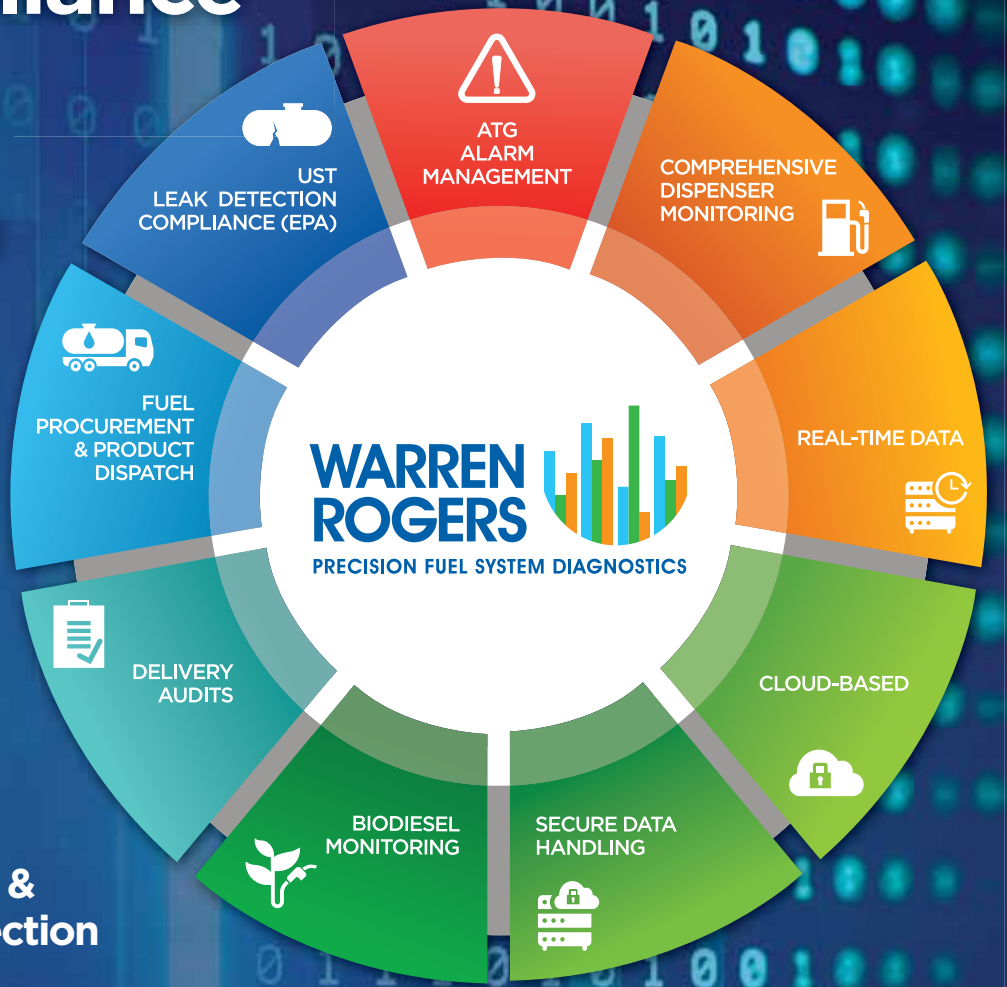 ATG
ALARM
MANAGEMENT
COMPREHENSIVE
DISPENSER
MONITORING
REAL-TIME DATA
CLOUD-BASED
SECURE DATA
HANDLING
BIODIESEL
MONITORING
DELIVERY
AUDITS
FUEL
PROCUREMENT
& PRODUCT
DISPATCH
UST
LEAK DETECTION
COMPLIANCE (EPA)
WARREN
ROGERS
PRECISION FUEL SYSTEM DIAGNOSTICS
&